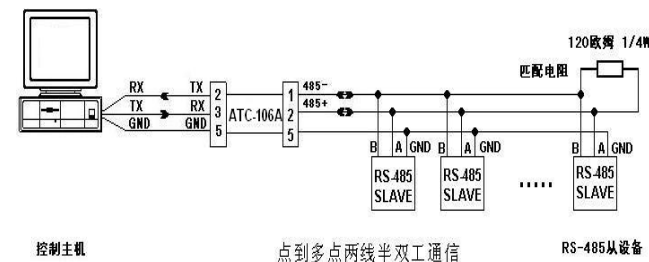 120欧姆 1/4W
匹配电阻
RX TX 2 1 485-
TX RX 3 ATC-106A 2 485+
GND GND 5 5
B A GND B A GND B A GND
RS-485 RS-485 RS-485
SLAVE SLAVE ..... SLAVE
控制主机 点到多点两线半双工通信 RS-485从设备